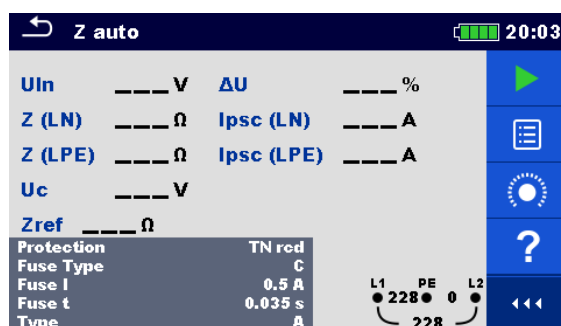 Z auto 20:03
Uln ___V ΔU ___%
Z (LN) ___Ω Ipsc (LN) ___A
Z (LPE) ___Ω Ipsc (LPE) ___A
Uc ___V
Zref ___Ω
Protection TN rcd
Fuse Type C
Fuse I 0.5 A
Fuse t 0.035 s
Type A
L1 PE L2
228 0
228
?